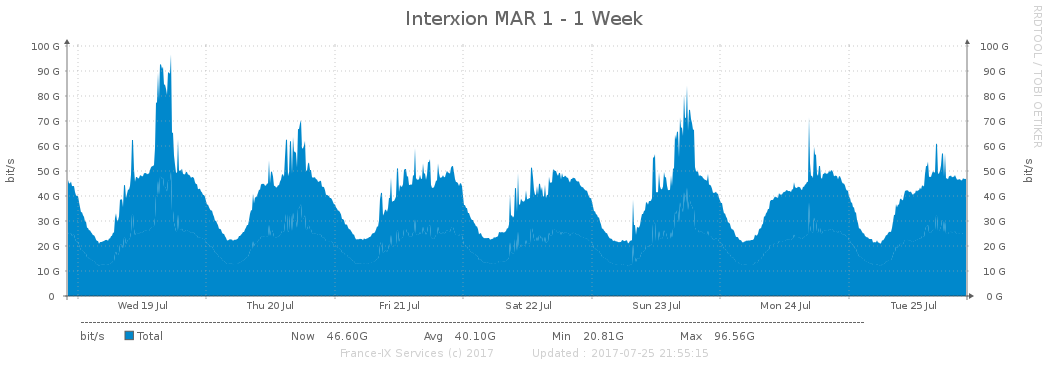 Interxion MAR 1 - 1 Week
RRDTOOL / TOBI OETIKER
bit/s
bit/s
100 G 100 G
90 G 90 G
80 G 80 G
70 G 70 G
60 G 60 G
50 G 50 G
40 G 40 G
30 G 30 G
20 G 20 G
10 G 10 G
0 0 G
Wed 19 Jul Thu 20 Jul Fri 21 Jul Sat 22 Jul Sun 23 Jul Mon 24 Jul Tue 25 Jul
bit/s Total Now 46.60G Avg 40.10G Min 20.81G Max 96.56G
France-IX Services (c) 2017 Updated : 2017-07-25 21:55:15